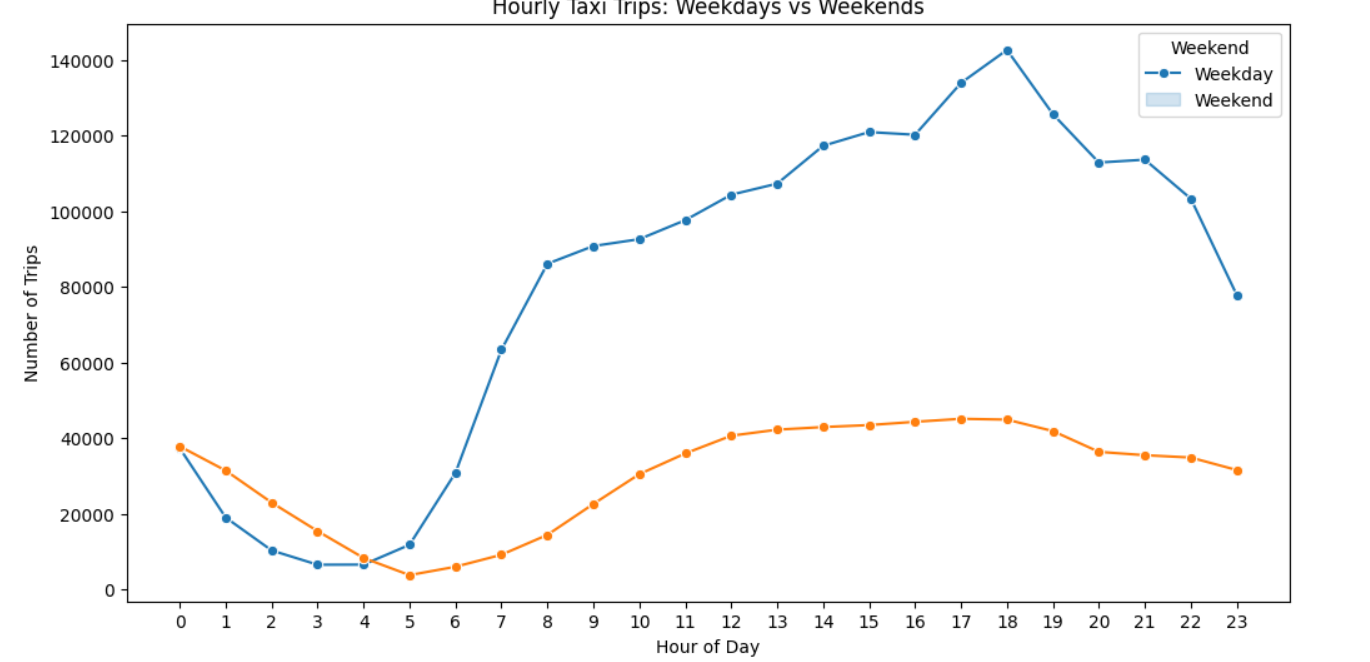 Hourly Taxi Trips: Weekdays vs Weekends
Weekend
Weekday
Weekend
140000
120000
100000
80000
60000
40000
20000
0
Number of Trips
0 1 2 3 4 5 6 7 8 9 10 11 12 13 14 15 16 17 18 19 20 21 22 23
Hour of Day